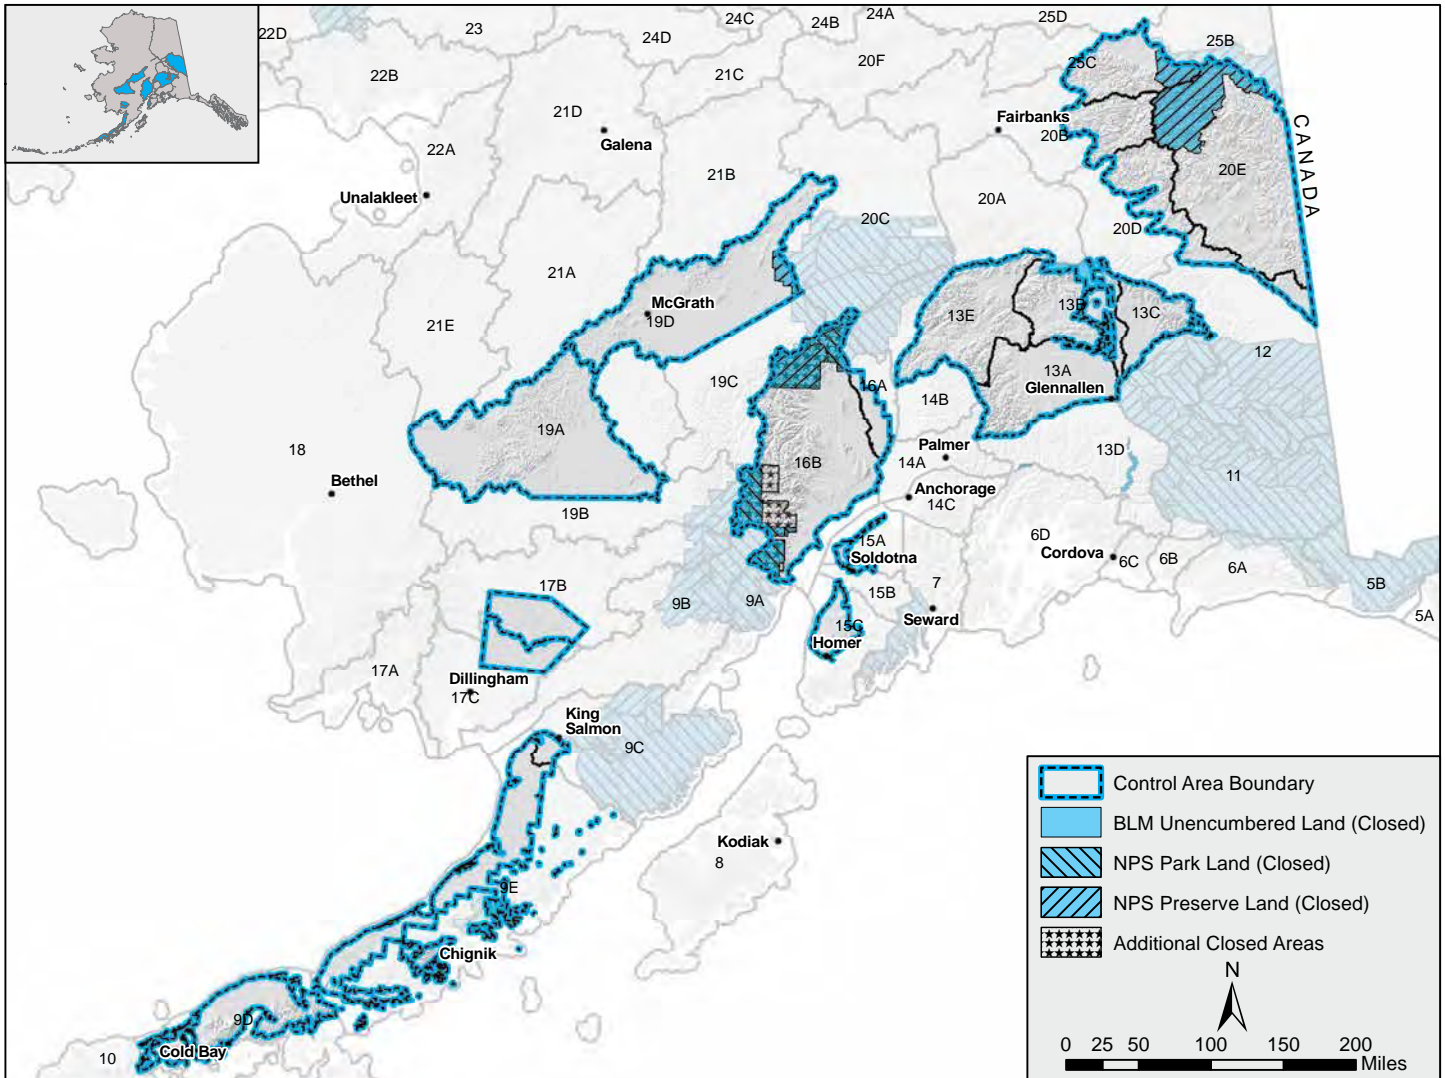 24C
24B
24A
25D
22D
23
24D
25B
20F
25C
22B
21C
21D
Fairbanks
20B
Galena
CANADA
22A
21B
20E
Unalakleet
20A
20C
20D
21A
McGrath
19D
13E
13B
13C
21E
12
19C
13A
16A
Glennallen
14B
19A
18
Palmer
13D
16B
14A
Bethel
11
Anchorage
14C
19B
6D
15A
Soldotna
Cordova
6C
6B
6A
17B
7
5B
15B
9B
9A
Seward
5A
15C
Homer
17A
Dillingham
17C
King
Salmon
9C
Control Area Boundary
BLM Unencumbered Land (Closed)
Kodiak
8
NPS Park Land (Closed)
9E
NPS Preserve Land (Closed)
Additional Closed Areas
Chignik
N
9D
Cold Bay
10
0 25 50 100 150 200
Miles